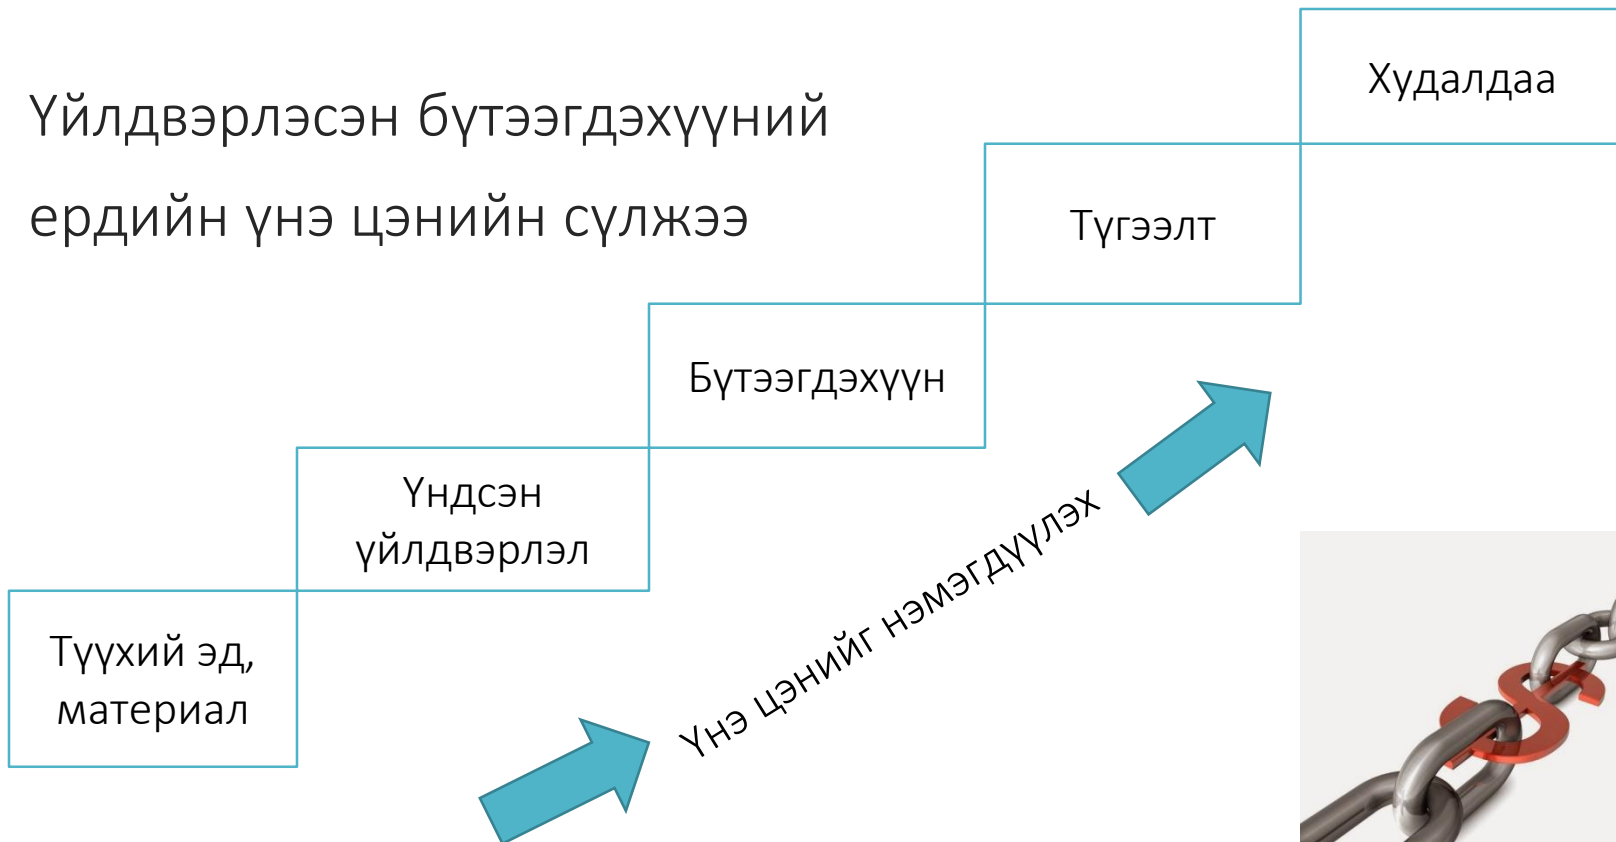 Үйлдвэрлэсэн бүтээгдэхүүний
ердийн үнэ цэнийн сүлжээ
Худалдаа
Түгээлт
Бүтээгдэхүүн
Үндсэн
үйлдвэрлэл
Түүхий эд,
материал
Үнэ цэнийг нэмэгдүүлэх